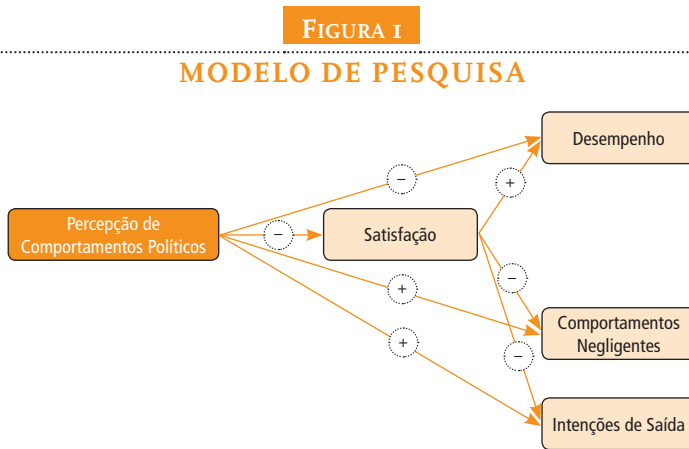 FIGURA 1
MODELO DE PESQUISA
Desempenho
−
+
Percepção de
Comportamentos Políticos
−
Satisfação
−
+
Comportamentos
Negligentes
+
−
Intenções de Saída